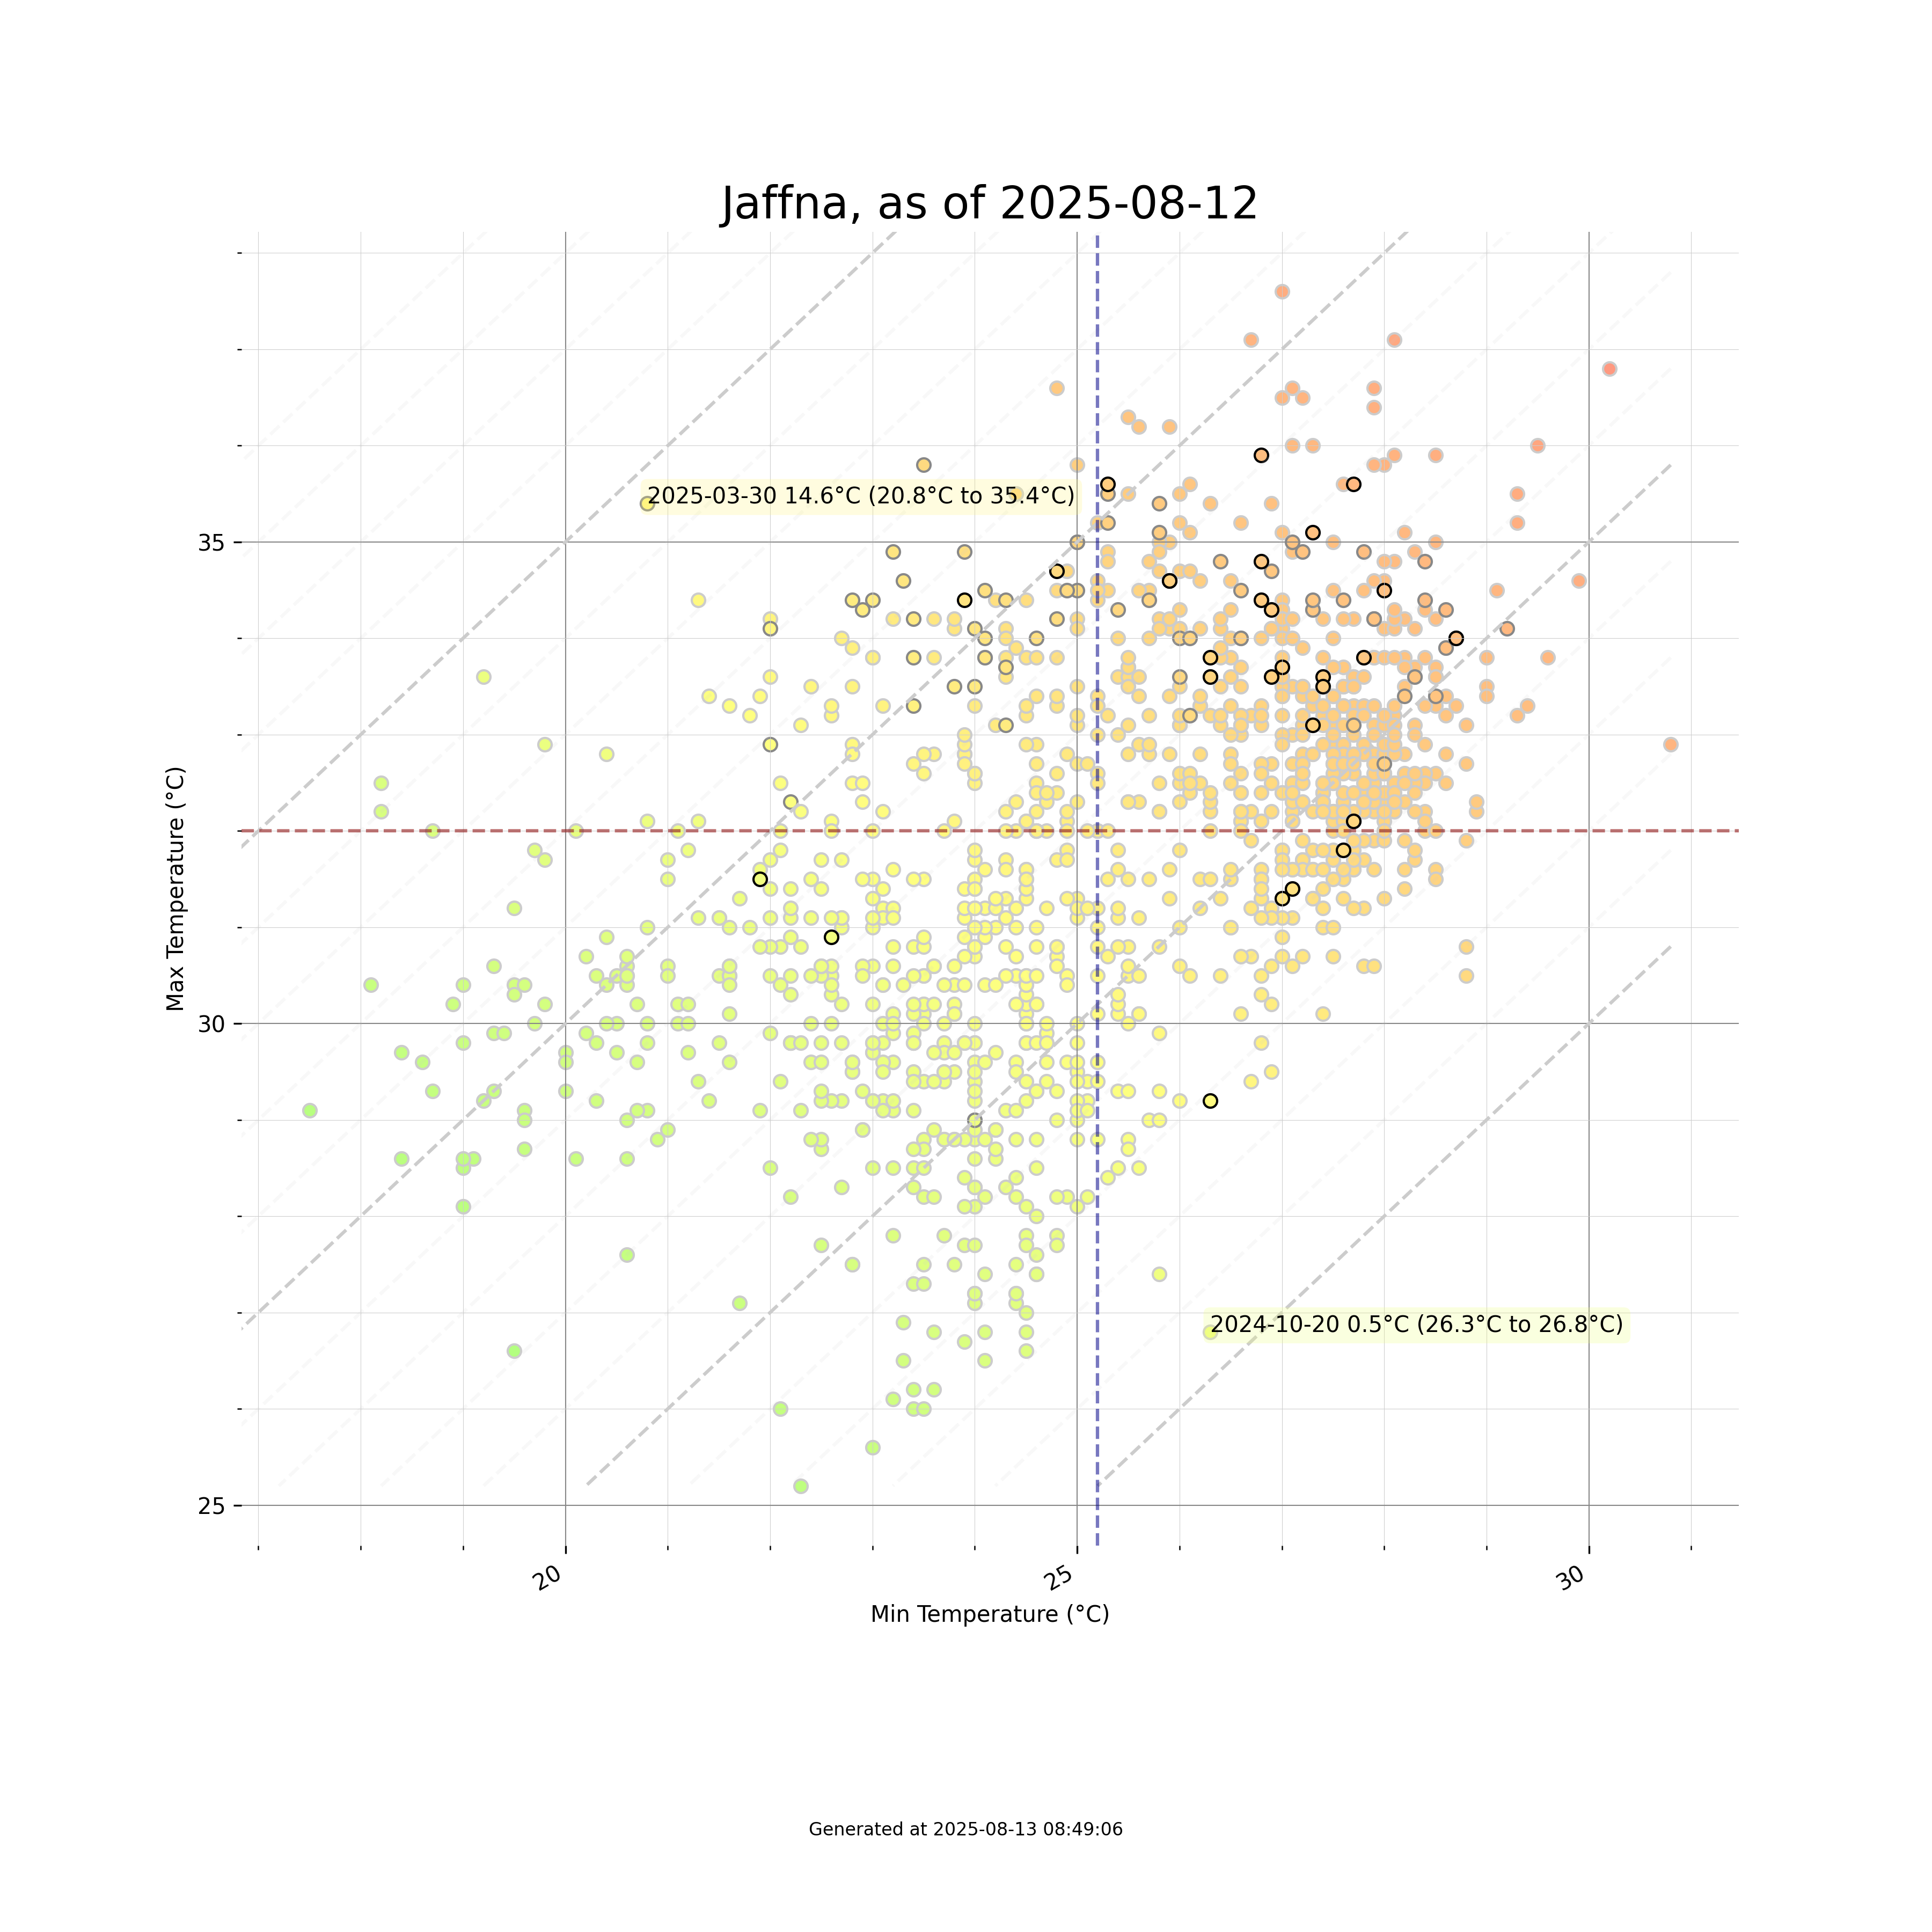 Jaffna, as of 2025-08-12
2025-03-30 14.6°C (20.8°C to 35.4°C)
35
Max Temperature (°C)
30
2024-10-20 0.5°C (26.3°C to 26.8°C)
25
20
25
30
Min Temperature (°C)
Generated at 2025-08-13 08:49:06